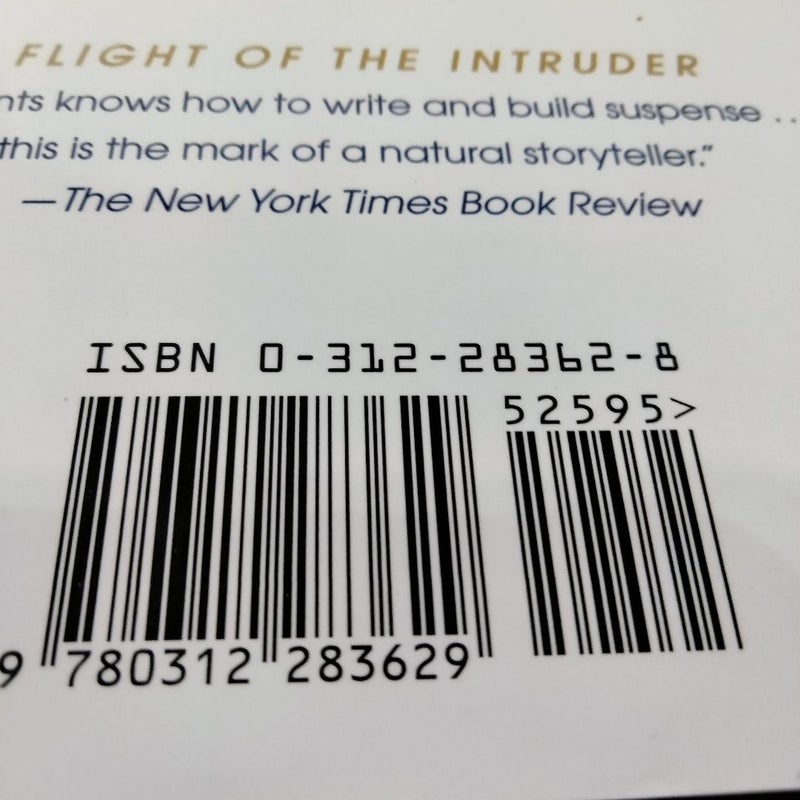 FLIGHT OF THE INTRUDER
nts knows how to write and build suspense ...
this is the mark of a natural storyteller."
—The New York Times Book Review
ISBN 0-312-28362-8
52595>
9 780312 283629